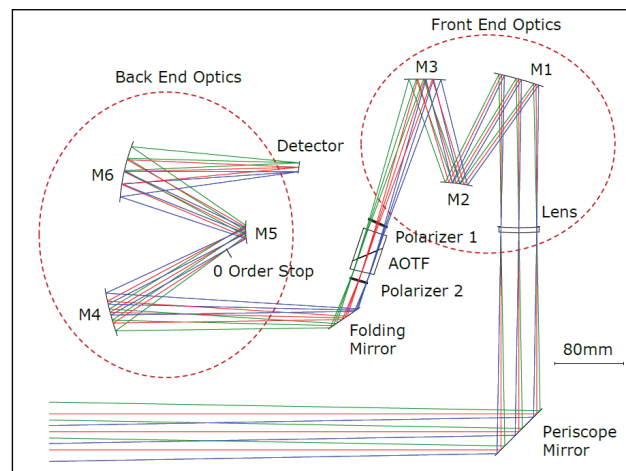 Front End Optics
M3
M1
Back End Optics
Detector
M6
M2
Lens
M5
Polarizer 1
AOTF
0 Order Stop
Polarizer 2
M4
Folding
Mirror
80mm
Periscope
Mirror